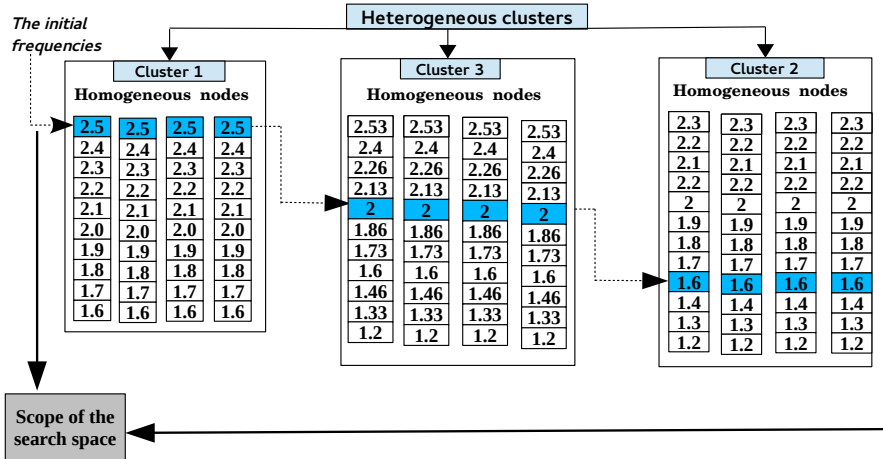 The initial
frequencies
Heterogeneous clusters
Cluster 1
Homogeneous nodes
2.5 2.5 2.5 2.5
2.4 2.4 2.4 2.4
2.3 2.3 2.3 2.3
2.2 2.2 2.2 2.2
2.1 2.1 2.1 2.1
2.0 2.0 2.0 2.0
1.9 1.9 1.9 1.9
1.8 1.8 1.8 1.8
1.7 1.7 1.7 1.7
1.6 1.6 1.6 1.6
Cluster 3
Homogeneous nodes
2.53 2.53 2.53 2.53
2.4 2.4 2.4 2.4
2.26 2.26 2.26 2.26
2.13 2.13 2.13 2.13
2 2 2 2
1.86 1.86 1.86 1.86
1.73 1.73 1.73 1.73
1.6 1.6 1.6 1.6
1.46 1.46 1.46 1.46
1.33 1.33 1.33 1.33
1.2 1.2 1.2 1.2
Cluster 2
Homogeneous nodes
2.3 2.3 2.3 2.3
2.2 2.2 2.2 2.2
2.1 2.1 2.1 2.1
2.2 2.2 2.2 2.2
2 2 2 2
1.9 1.9 1.9 1.9
1.8 1.8 1.8 1.8
1.7 1.7 1.7 1.7
1.6 1.6 1.6 1.6
1.4 1.4 1.4 1.4
1.3 1.3 1.3 1.3
1.2 1.2 1.2 1.2
Scope of the
search space